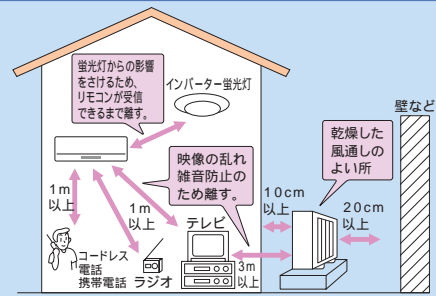 蛍光灯からの影響
をさけるため、
リモコンが受信
できるまで離す。
インバーター蛍光灯
壁など
映像の乱れ
雑音防止の
ため離す。
乾燥した
風通しの
よい所
1m
以上
1m
以上
テレビ
10cm
以上
20cm
以上
コードレス
電話
携帯電話
ラジオ
3m
以上